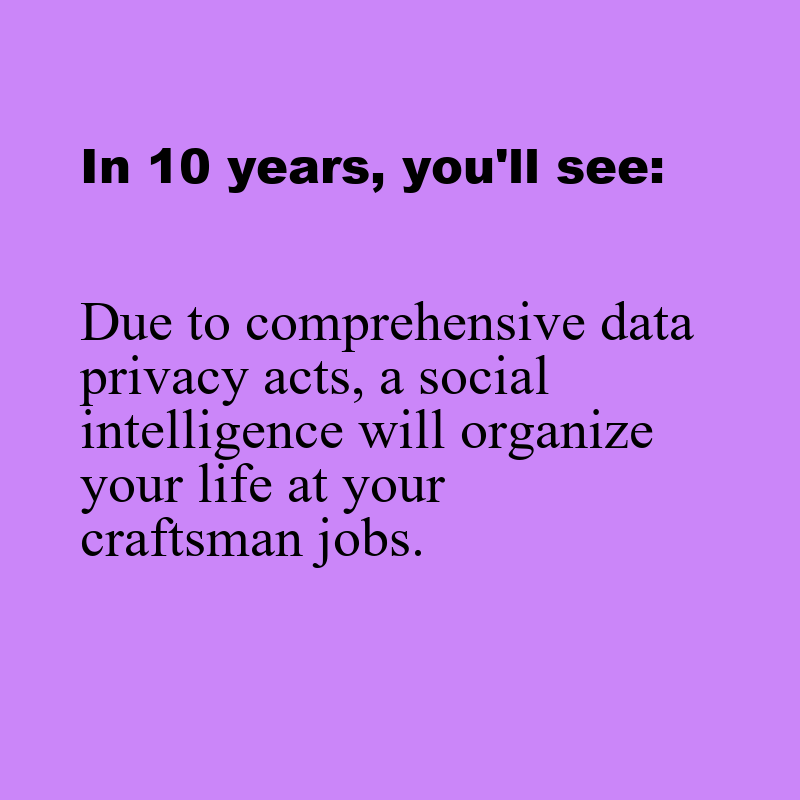 In 10 years, you'll see:
Due to comprehensive data
privacy acts, a social
intelligence will organize
your life at your
craftsman jobs.